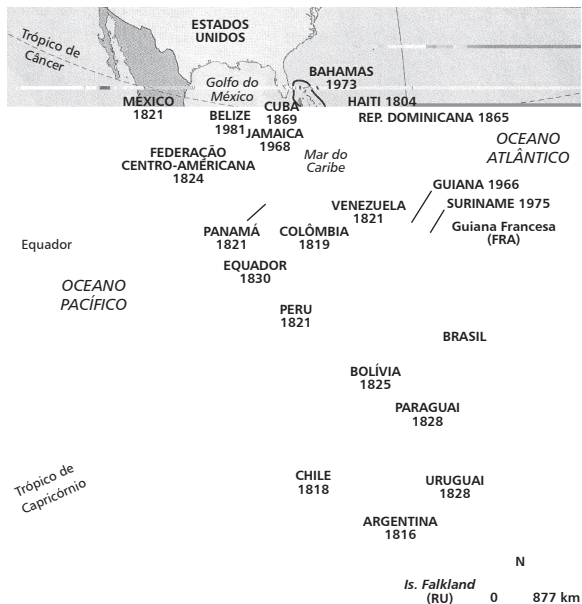 ESTADOS
UNIDOS
Trópico de
Câncer
Golfo do
México
BAHAMAS
1973
MÉXICO
1821
CUBA
1869
HAITI 1804
BELIZE
1981
REP. DOMINICANA 1865
JAMAICA
1968
OCEANO
ATLÂNTICO
FEDERAÇÃO
CENTRO-AMERICANA
1824
Mar do
Caribe
GUIANA 1966
SURINAME 1975
VENEZUELA
1821
Guiana Francesa
(FRA)
PANAMÁ
1821
COLÔMBIA
1819
Equador
EQUADOR
1830
OCEANO
PACÍFICO
PERU
1821
BRASIL
BOLÍVIA
1825
PARAGUAI
1828
Trópico de
Capricórnio
CHILE
1818
URUGUAI
1828
ARGENTINA
1816
N
Is. Falkland
(RU)
0 877 km